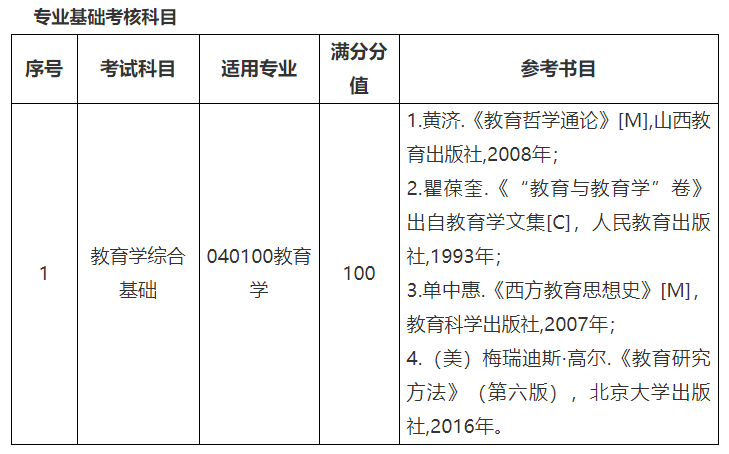 专业基础考核科目
序号 考试科目 适用专业 满分分值 参考书目
1
教育学综合
基础
040100教育
学
100
1.黄济.《教育哲学通论》[M],山西教
育出版社,2008年；
2.瞿葆奎.《“教育与教育学”卷》
出自教育学文集[C]，人民教育出版
社,1993年；
3.单中惠.《西方教育思想史》[M]，
教育科学出版社,2007年；
4.（美）梅瑞迪斯·高尔.《教育研究
方法》（第六版），北京大学出版
社,2016年。